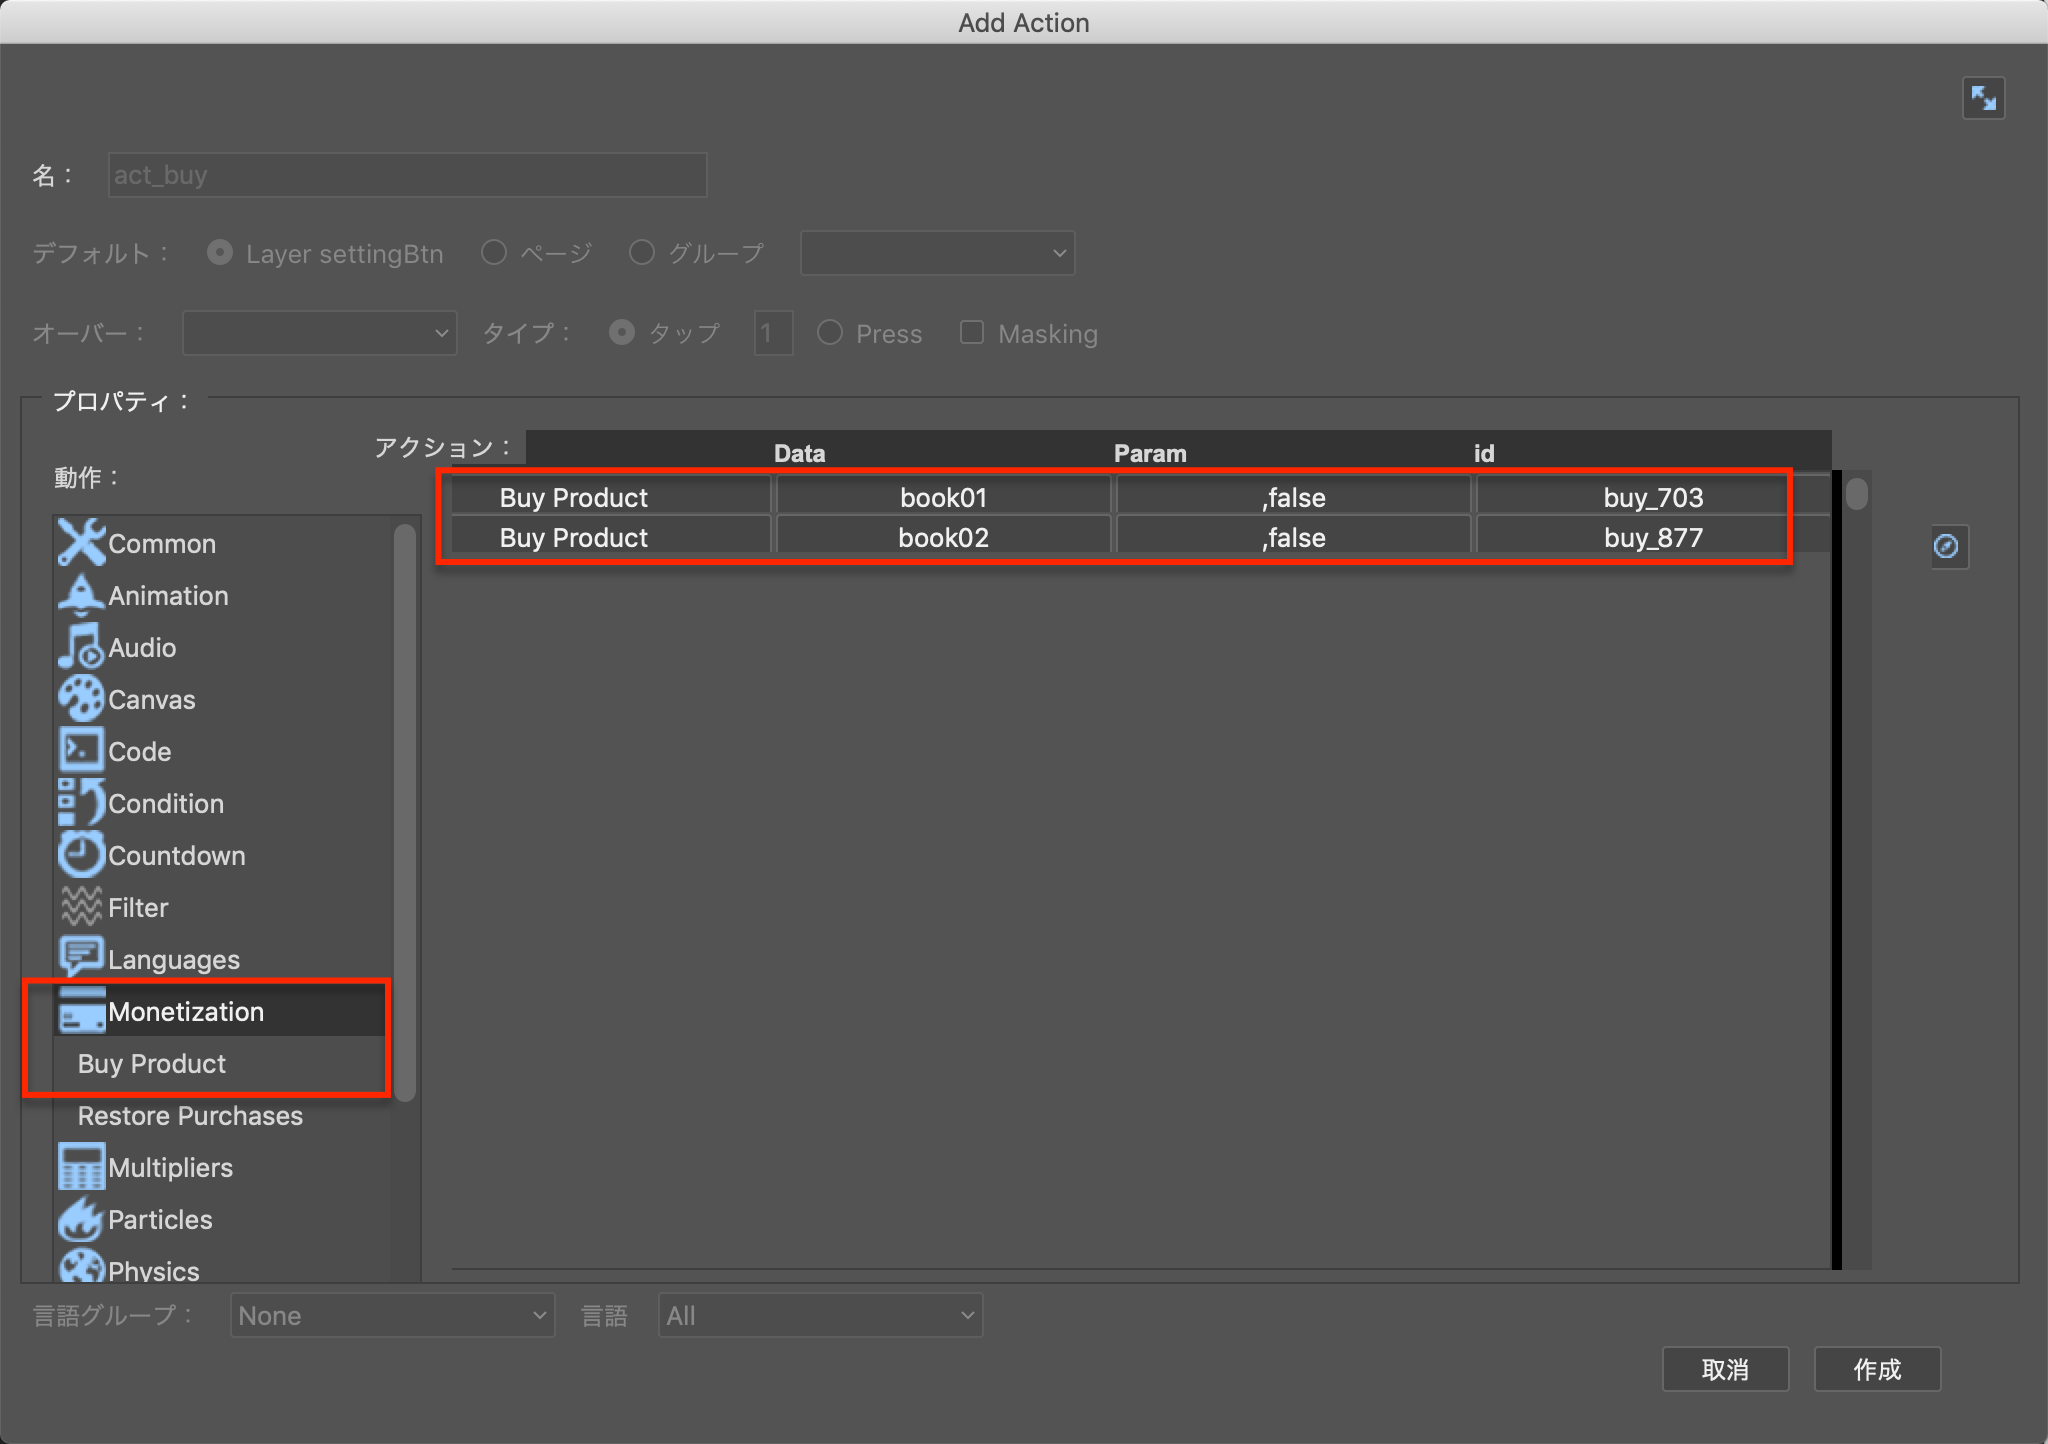 Add Action
名： act_buy
デフォルト： Layer settingBtn ページ グループ
オーバー： タイプ： タップ 1 Press Masking
プロパティ：
アクション： Data Param id
動作：
Buy Product book01 ,false buy_703
Buy Product book02 ,false buy_877
Common
Animation
Audio
Canvas
Code
Condition
Countdown
Filter
Languages
Monetization
Buy Product
Restore Purchases
Multipliers
Particles
Physics
言語グループ： None 言語 All
取消 作成